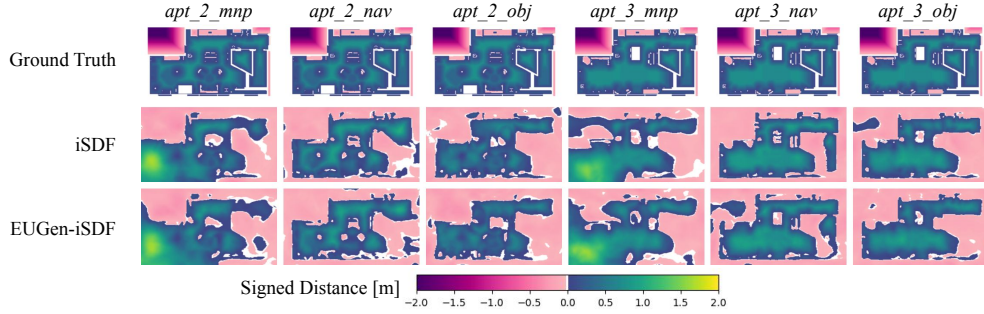 apt_2_mnp apt_2_nav apt_2_obj apt_3_mnp apt_3_nav apt_3_obj
Ground Truth
iSDF
EUGen-iSDF
Signed Distance [m]
−2.0 −1.5 −1.0 −0.5 0.0 0.5 1.0 1.5 2.0